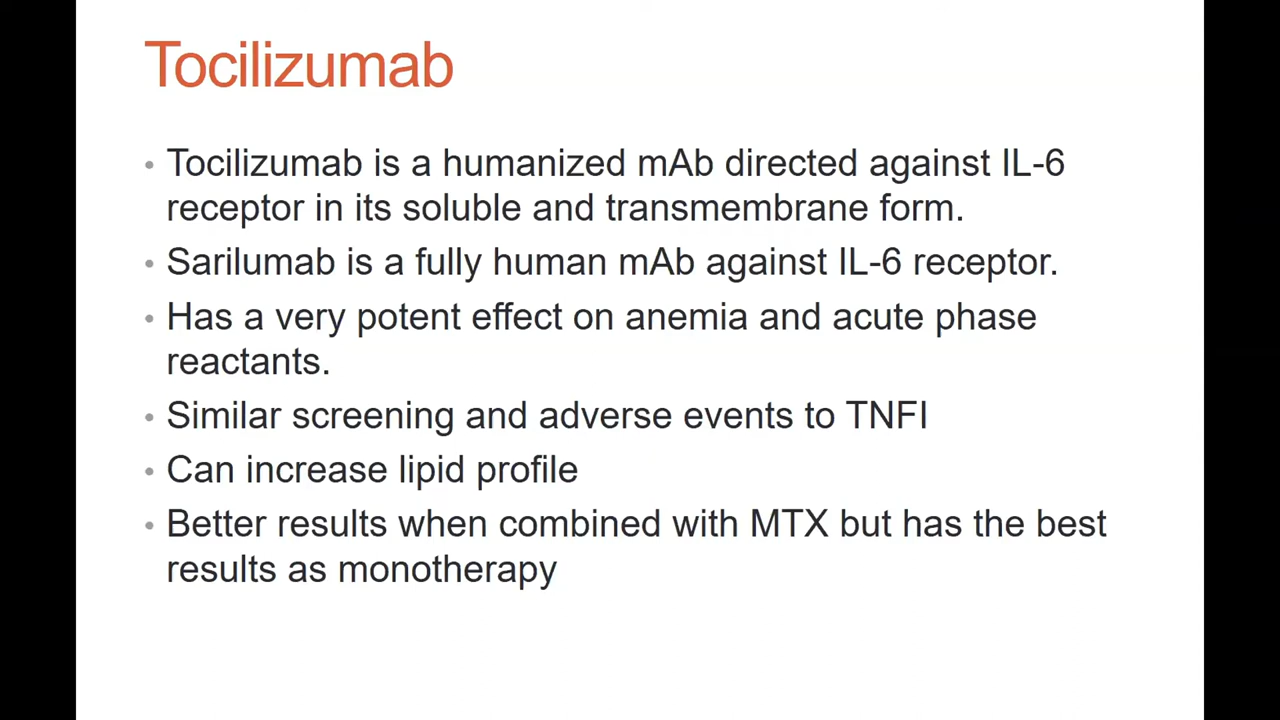 Tocilizumab
• Tocilizumab is a humanized mAb directed against IL-6
receptor in its soluble and transmembrane form.
• Sarilumab is a fully human mAb against IL-6 receptor.
• Has a very potent effect on anemia and acute phase
reactants.
• Similar screening and adverse events to TNFI
• Can increase lipid profile
• Better results when combined with MTX but has the best
results as monotherapy